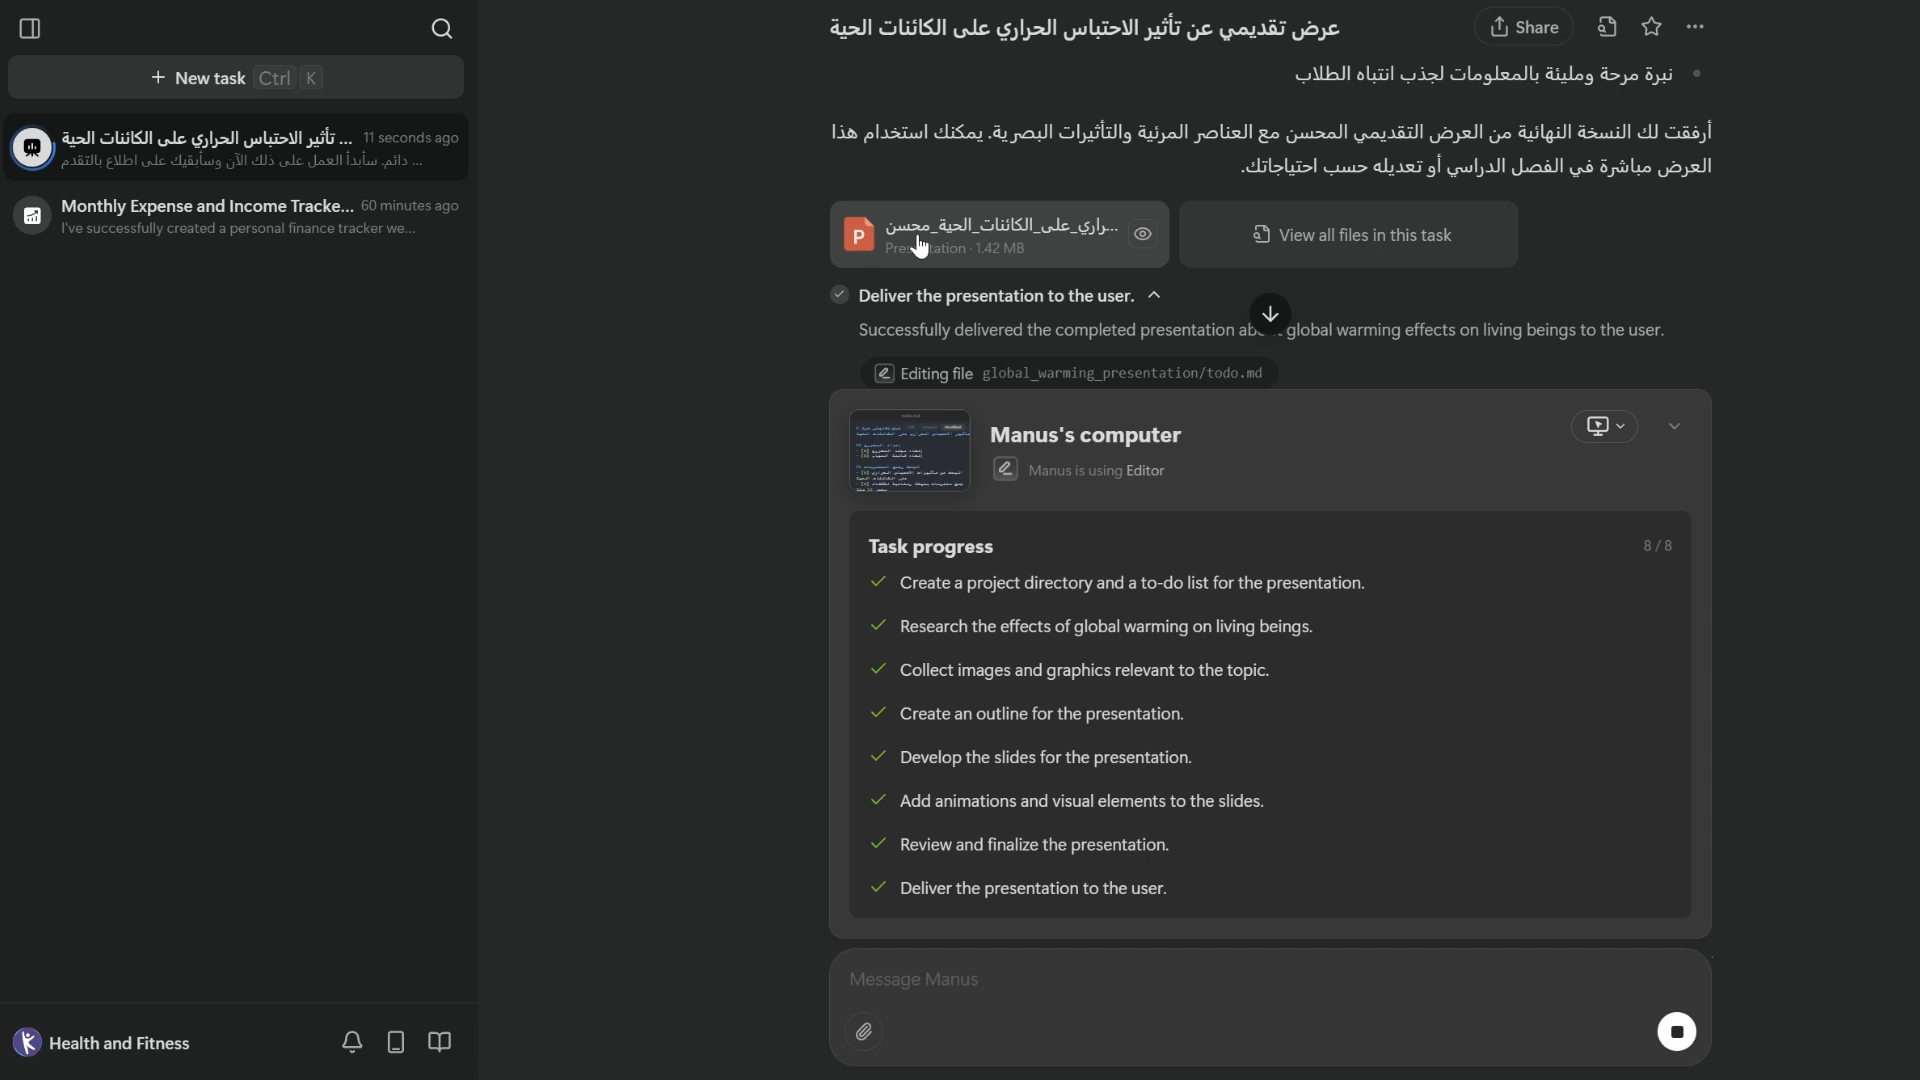 New task Ctrl K
... تأثير الاحتباس الحراري على الكائنات الحية 11 seconds ago
... دائم. سأبدأ العمل على ذلك الآن وسأبقيك على اطلاع بالتقدم
Monthly Expense and Income Tracke... 60 minutes ago
I've successfully created a personal finance tracker we...
Health and Fitness
عرض تقديمي عن تأثير الاحتباس الحراري على الكائنات الحية
Share
نبرة مرحة ومليئة بالمعلومات لجذب انتباه الطلاب
أرفقت لك النسخة النهائية من العرض التقديمي المحسن مع العناصر المرئية والتأثيرات البصرية. يمكنك استخدام هذا
العرض مباشرة في الفصل الدراسي أو تعديله حسب احتياجاتك.
P
...راري_على_الكائنات_الحية_محسن
Presentation · 1.42 MB
View all files in this task
Deliver the presentation to the user.
Successfully delivered the completed presentation about global warming effects on living beings to the user.
Editing file global_warming_presentation/todo.md
Manus's computer
Manus is using Editor
Task progress 8 / 8
Create a project directory and a to-do list for the presentation.
Research the effects of global warming on living beings.
Collect images and graphics relevant to the topic.
Create an outline for the presentation.
Develop the slides for the presentation.
Add animations and visual elements to the slides.
Review and finalize the presentation.
Deliver the presentation to the user.
Message Manus